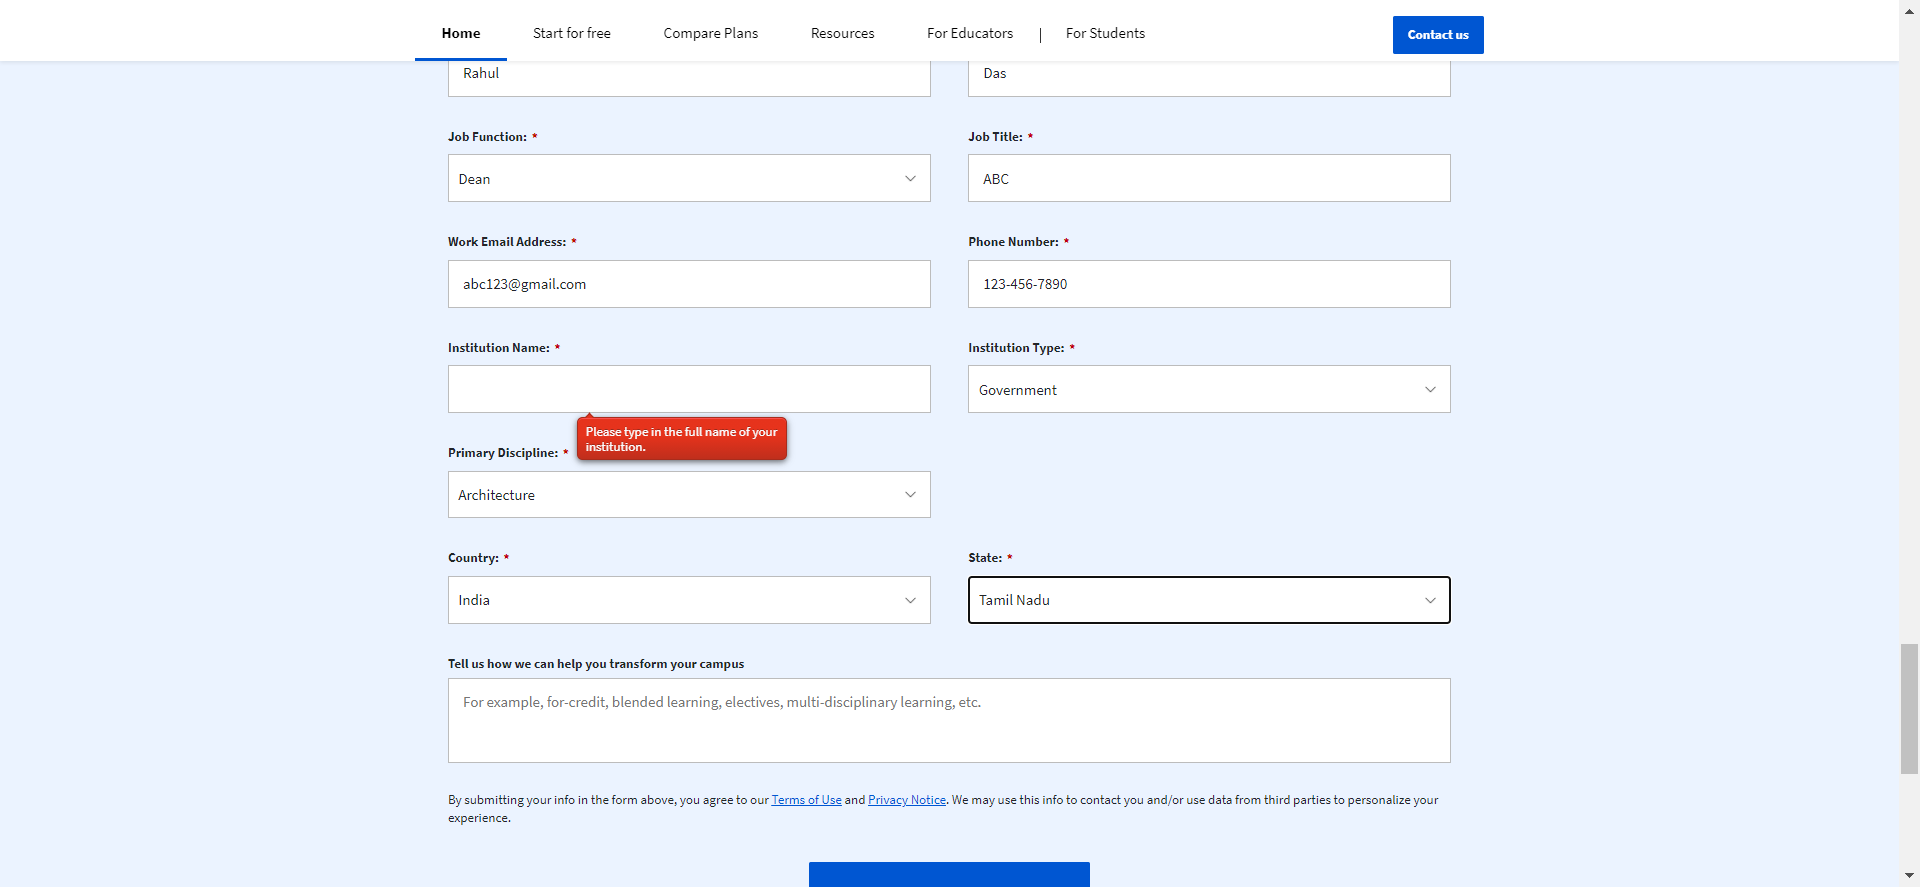 Home
Start for free
Compare Plans
Resources
For Educators
|
For Students
Contact us
Rahul
Das
Job Function: *
Job Title: *
Dean
ABC
Work Email Address: *
Phone Number: *
abc123@gmail.com
123-456-7890
Institution Name: *
Institution Type: *
Government
Please type in the full name of your
institution.
Primary Discipline: *
Architecture
Country: *
State: *
India
Tamil Nadu
Tell us how we can help you transform your campus
For example, for-credit, blended learning, electives, multi-disciplinary learning, etc.
By submitting your info in the form above, you agree to our Terms of Use and Privacy Notice. We may use this info to contact you and/or use data from third parties to personalize your
experience.